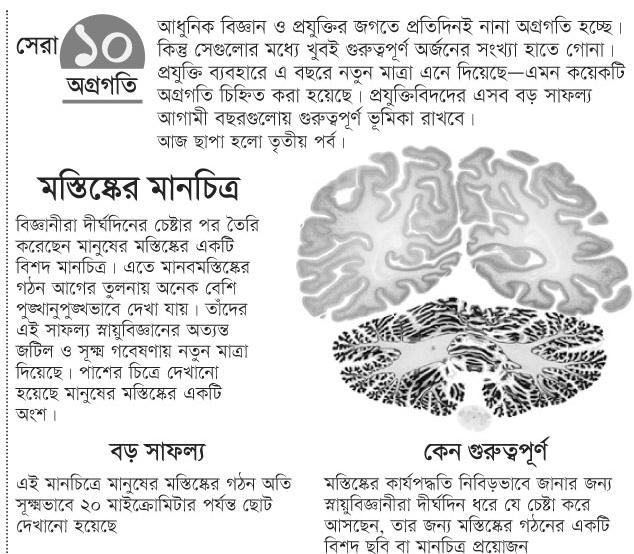 সেরা
১০
অগ্রগতি
আধুনিক বিজ্ঞান ও প্রযুক্তির জগতে প্রতিদিনই নানা অগ্রগতি হচ্ছে।
কিন্তু সেগুলোর মধ্যে খুবই গুরুত্বপূর্ণ অর্জনের সংখ্যা হাতে গোনা।
প্রযুক্তি ব্যবহারে এ বছরে নতুন মাত্রা এনে দিয়েছে—এমন কয়েকটি
অগ্রগতি চিহ্নিত করা হয়েছে। প্রযুক্তিবিদদের এসব বড় সাফল্য
আগামী বছরগুলোয় গুরুত্বপূর্ণ ভূমিকা রাখবে।
আজ ছাপা হলো তৃতীয় পর্ব।
মস্তিষ্কের মানচিত্র
বিজ্ঞানীরা দীর্ঘদিনের চেষ্টার পর তৈরি
করেছেন মানুষের মস্তিষ্কের একটি
বিশদ মানচিত্র। এতে মানবমস্তিষ্কের
গঠন আগের তুলনায় অনেক বেশি
পুঙ্খানুপুঙ্খভাবে দেখা যায়। তাঁদের
এই সাফল্য স্নায়ুবিজ্ঞানের অত্যন্ত
জটিল ও সূক্ষ্ম গবেষণায় নতুন মাত্রা
দিয়েছে। পাশের চিত্রে দেখানো
হয়েছে মানুষের মস্তিষ্কের একটি
অংশ।
বড় সাফল্য
এই মানচিত্রে মানুষের মস্তিষ্কের গঠন অতি
সূক্ষ্মভাবে ২০ মাইক্রোমিটার পর্যন্ত ছোট
দেখানো হয়েছে
কেন গুরুত্বপূর্ণ
মস্তিষ্কের কার্যপদ্ধতি নিবিড়ভাবে জানার জন্য
স্নায়ুবিজ্ঞানীরা দীর্ঘদিন ধরে যে চেষ্টা করে
আসছেন, তার জন্য মস্তিষ্কের গঠনের একটি
বিশদ ছবি বা মানচিত্র প্রয়োজন